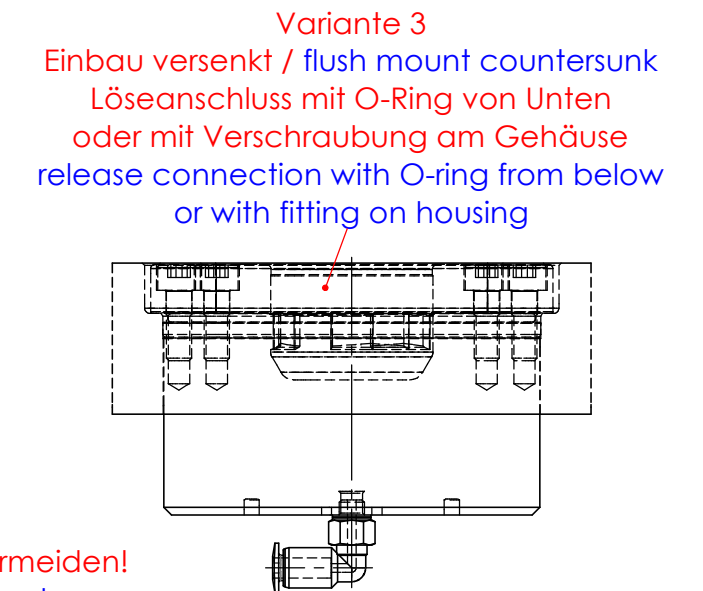 Variante 3
Einbau versenkt / flush mount countersunk
Löseanschluss mit O-Ring von Unten
oder mit Verschraubung am Gehäuse
release connection with O-ring from below
or with fitting on housing
rmeiden!